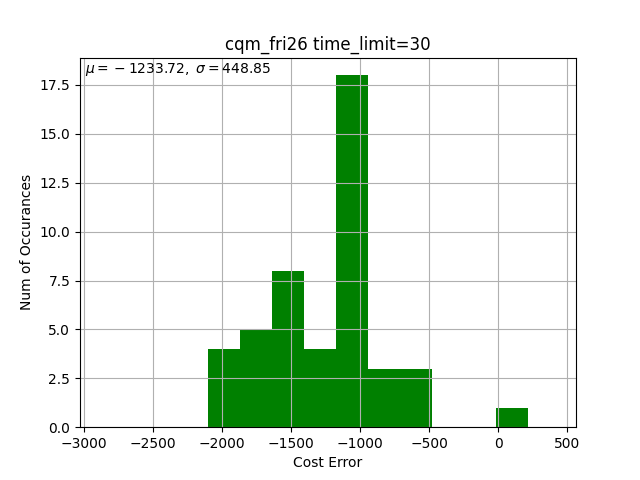 cqm_fri26 time_limit=30
μ = −1233.72, σ = 448.85
17.5
15.0
12.5
10.0
7.5
5.0
2.5
0.0
Num of Occurances
−3000 −2500 −2000 −1500 −1000 −500 0 500
Cost Error